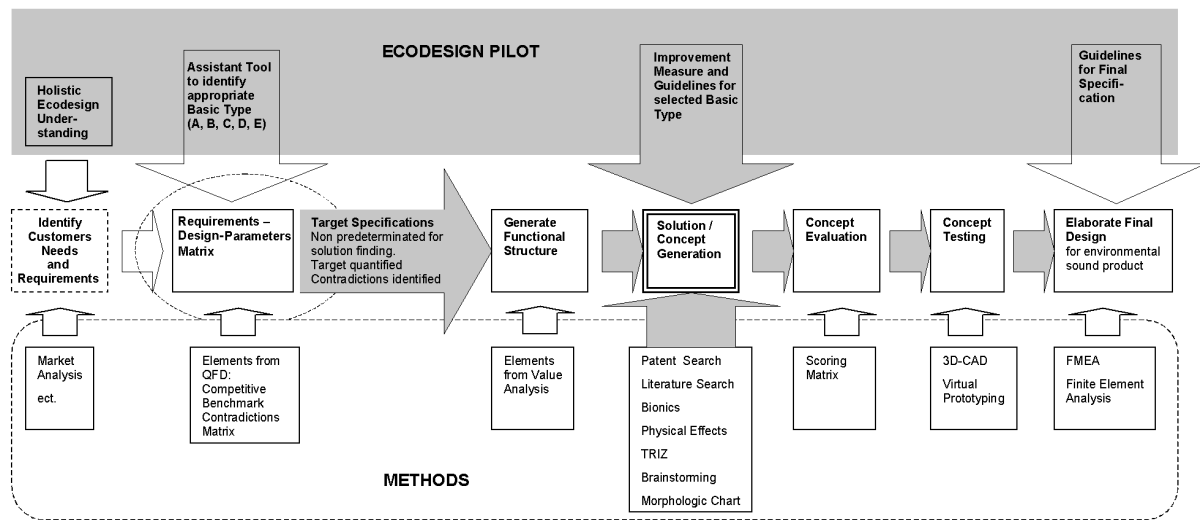 ECODESIGN PILOT
Holistic
Ecodesign
Under-
standing
Assistant Tool
to identify
appropriate
Basic Type
(A, B, C, D, E)
Improvement
Measure and
Guidelines for
selected Basic
Type
Guidelines
for Final
Specifi-
cation
Identify
Customers
Needs
and
Requirements
Requirements –
Design-Parameters
Matrix
Target Specifications
Non predeterminated for
solution finding.
Target quantified
Contradictions identified
Generate
Functional
Structure
Solution /
Concept
Generation
Concept
Evaluation
Concept
Testing
Elaborate Final
Design
for environmental
sound product
Market
Analysis
ect.
Elements from
QFD:
Competitive
Benchmark
Contradictions
Matrix
Elements
from Value
Analysis
Patent Search
Literature Search
Bionics
Physical Effects
TRIZ
Brainstorming
Morphologic Chart
Scoring
Matrix
3D-CAD
Virtual
Prototyping
FMEA
Finite Element
Analysis
METHODS